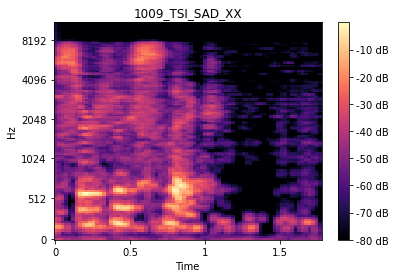 1009_TSI_SAD_XX
8192
4096
2048
1024
512
0
Hz
0
0.5
1
1.5
Time
-10 dB
-20 dB
-30 dB
-40 dB
-50 dB
-60 dB
-70 dB
-80 dB